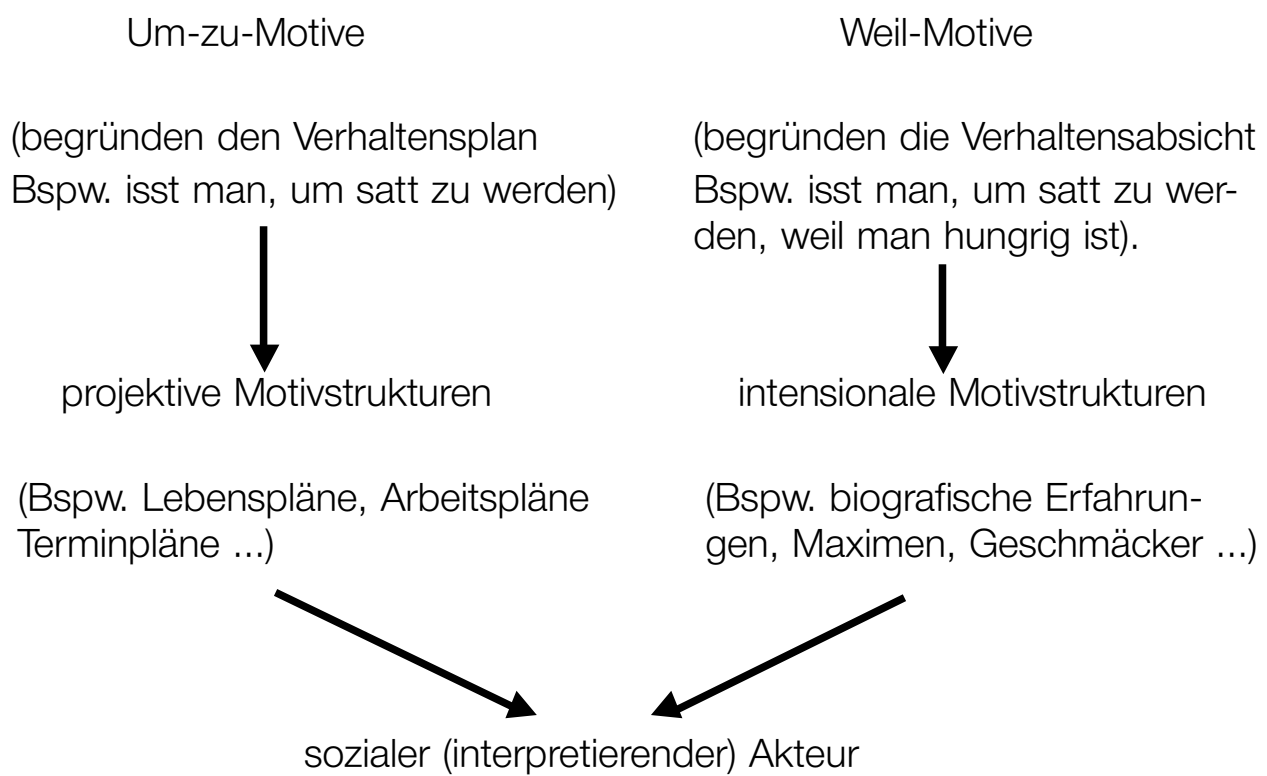 Um-zu-Motive
Weil-Motive
(begründen den Verhaltensplan
Bspw. isst man, um satt zu werden)
(begründen die Verhaltensabsicht
Bspw. isst man, um satt zu wer-
den, weil man hungrig ist).
projektive Motivstrukturen
intensionale Motivstrukturen
(Bspw. Lebenspläne, Arbeitspläne
Terminpläne ...)
(Bspw. biografische Erfahrun-
gen, Maximen, Geschmäcker ...)
sozialer (interpretierender) Akteur